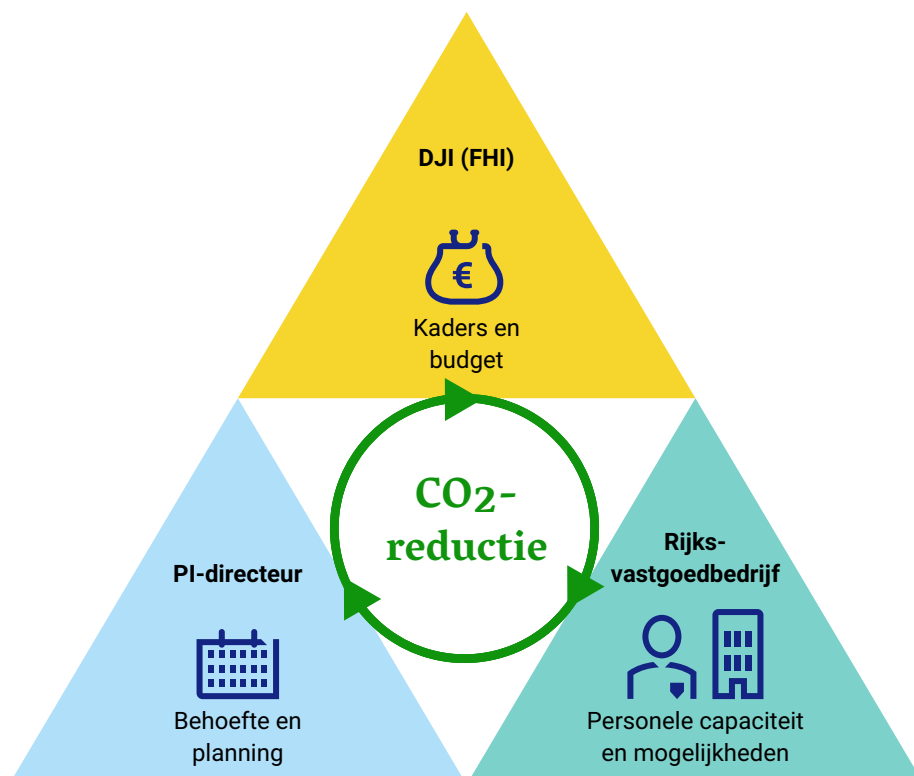 DJI (FHI)
€
Kaders en
budget
CO2-
reductie
PI-directeur
Behoefte en
planning
Rijks-
vastgoedbedrijf
Personele capaciteit
en mogelijkheden